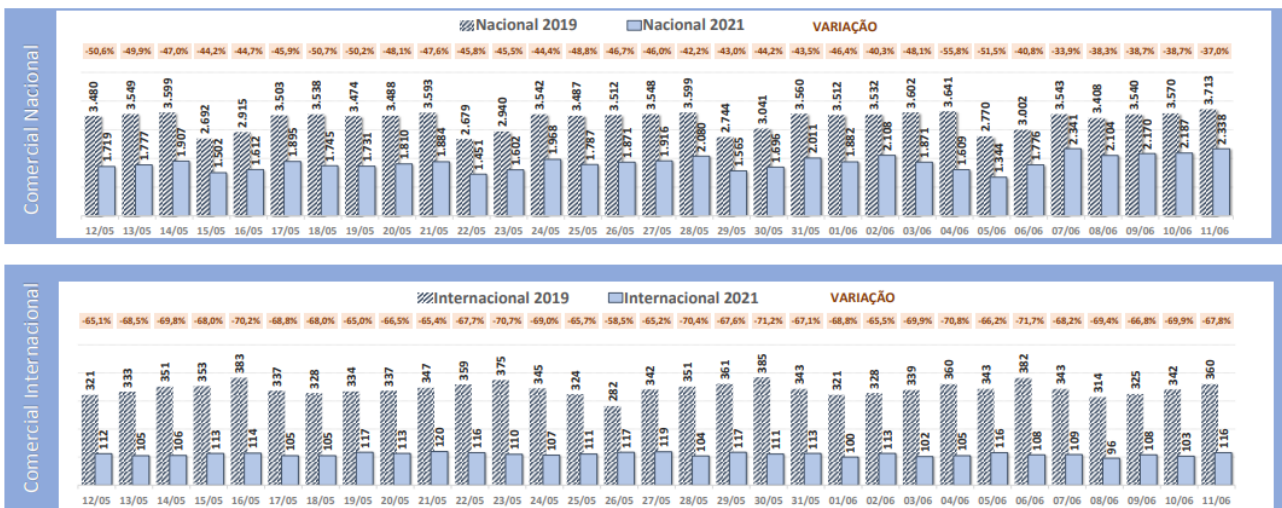 Comercial Nacional
Nacional 2019 Nacional 2021 VARIAÇÃO
-50,6% -49,9% -47,0% -44,2% -44,7% -45,9% -50,7% -50,2% -48,1% -47,6% -45,8% -45,5% -44,4% -48,8% -46,7% -46,0% -42,2% -43,0% -44,2% -43,5% -46,4% -40,3% -48,1% -55,8% -51,5% -40,8% -33,9% -38,3% -38,7% -38,7% -37,0%
3.480 3.549 3.599 2.692 2.915 3.503 3.538 3.474 3.488 3.593 2.679 2.940 3.542 3.487 3.512 3.548 3.599 2.744 3.041 3.560 3.512 3.532 3.602 3.641 2.770 3.002 3.543 3.408 3.540 3.570 3.713
1.719 1.777 1.907 1.502 1.612 1.895 1.745 1.731 1.810 1.884 1.451 1.602 1.968 1.787 1.871 1.916 2.080 1.565 1.696 2.011 1.882 2.108 1.871 1.609 1.344 1.776 2.341 2.104 2.170 2.187 2.338
12/05 13/05 14/05 15/05 16/05 17/05 18/05 19/05 20/05 21/05 22/05 23/05 24/05 25/05 26/05 27/05 28/05 29/05 30/05 31/05 01/06 02/06 03/06 04/06 05/06 06/06 07/06 08/06 09/06 10/06 11/06
Comercial Internacional
Internacional 2019 Internacional 2021 VARIAÇÃO
-65,1% -68,5% -69,8% -68,0% -70,2% -68,8% -68,0% -65,0% -66,5% -65,4% -67,7% -70,7% -69,0% -65,7% -58,5% -65,2% -70,4% -67,6% -71,2% -67,1% -68,8% -65,5% -69,9% -70,8% -66,2% -71,7% -68,2% -69,4% -66,8% -69,9% -67,8%
321 333 351 353 383 337 328 334 337 347 359 375 345 324 282 342 351 361 385 343 321 328 339 360 343 382 343 314 325 342 360
112 105 106 113 114 105 105 117 113 120 116 110 107 111 117 119 104 117 111 113 100 113 102 105 116 108 109 96 108 103 116
12/05 13/05 14/05 15/05 16/05 17/05 18/05 19/05 20/05 21/05 22/05 23/05 24/05 25/05 26/05 27/05 28/05 29/05 30/05 31/05 01/06 02/06 03/06 04/06 05/06 06/06 07/06 08/06 09/06 10/06 11/06